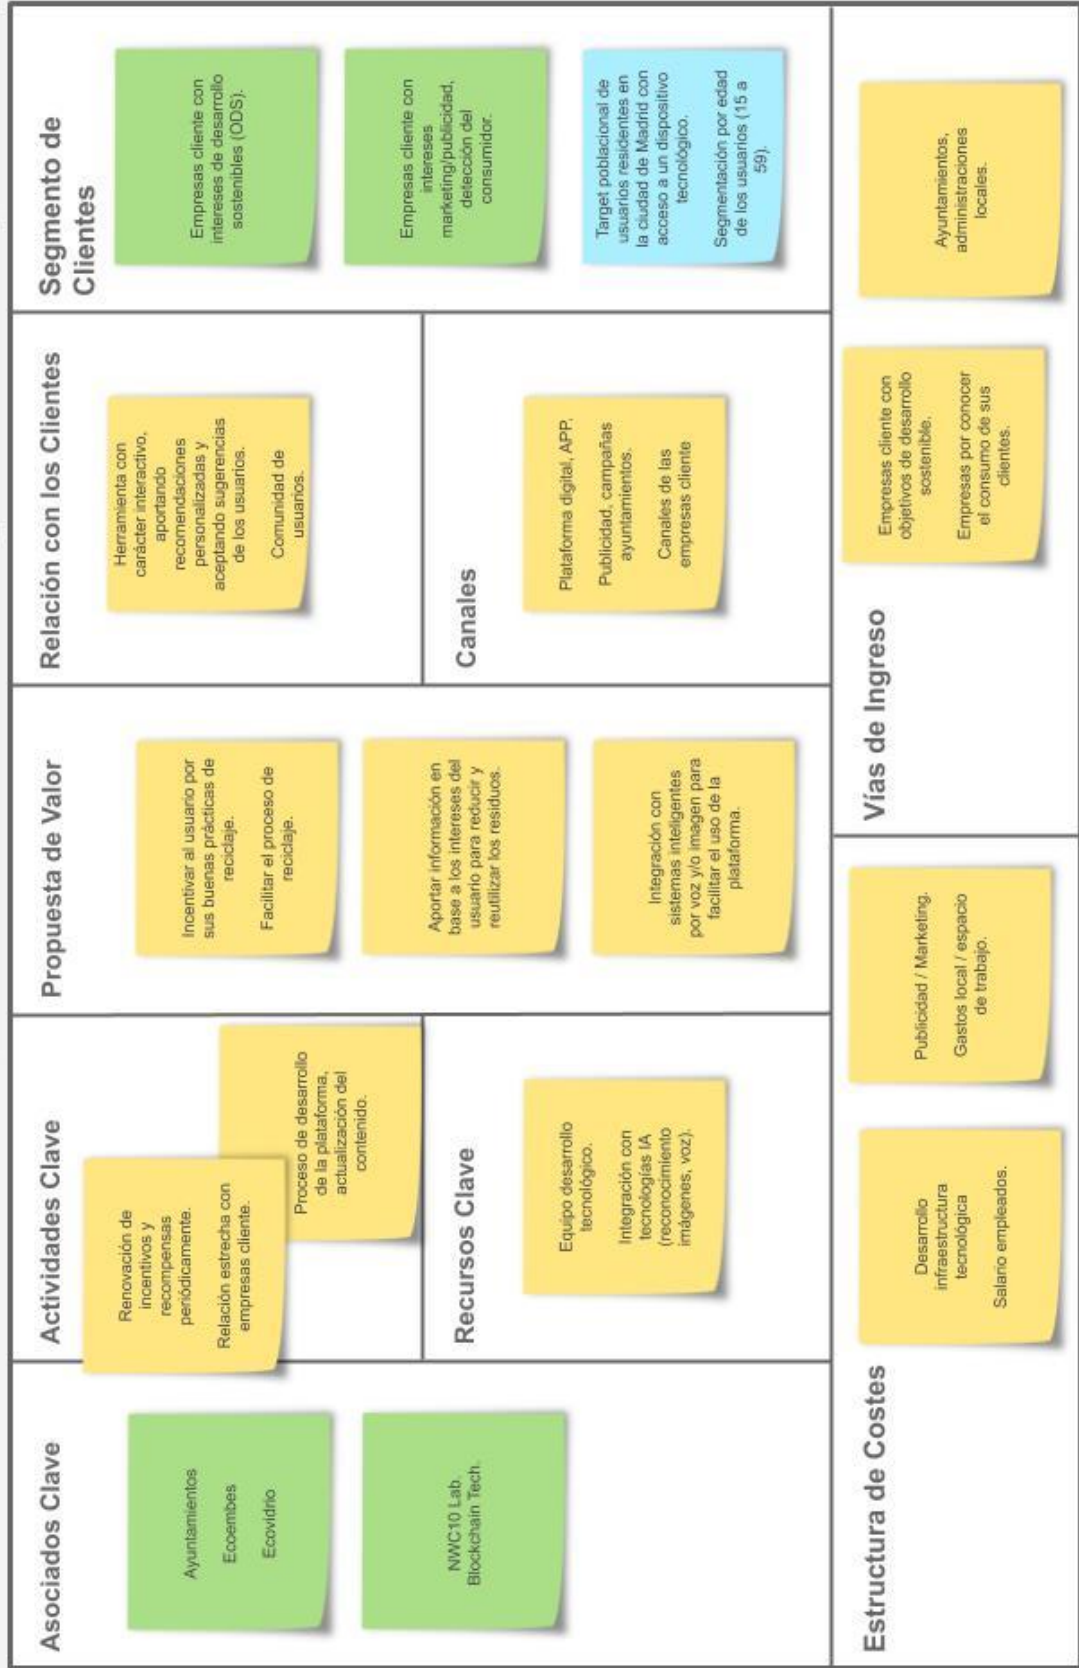 Asociados Clave
Ayuntamientos
Ecoembes
Ecovidrio
NWC10 Lab.
Blockchain Tech.
Actividades Clave
Renovación de
incentivos y
recompensas
periódicamente.
Relación estrecha con
empresas cliente.
Proceso de desarrollo
de la plataforma,
actualización del
contenido.
Recursos Clave
Equipo desarrollo
tecnológico.
Integración con
tecnologías IA
(reconocimiento
imágenes, voz).
Propuesta de Valor
Incentivar al usuario por
sus buenas prácticas de
reciclaje.
Facilitar el proceso de
reciclaje.
Aportar información en
base a los intereses del
usuario para reducir y
reutilizar los residuos.
Integración con
sistemas inteligentes
por voz y/o imagen para
facilitar el uso de la
plataforma.
Relación con los Clientes
Herramienta con
carácter interactivo,
aportando
recomendaciones
personalizadas y
aceptando sugerencias
de los usuarios.
Comunidad de
usuarios.
Canales
Plataforma digital, APP,
Publicidad, campañas
ayuntamientos.
Canales de las
empresas cliente
Segmento de
Clientes
Empresas cliente con
intereses de desarrollo
sostenibles (ODS).
Empresas cliente con
intereses
marketing/publicidad,
detección del
consumidor.
Target poblacional de
usuarios residentes en
la ciudad de Madrid con
acceso a un dispositivo
tecnológico.
Segmentación por edad
de los usuarios (15 a
59).
Estructura de Costes
Desarrollo
infraestructura
tecnológica
Salario empleados.
Publicidad / Marketing.
Gastos local / espacio
de trabajo.
Vías de Ingreso
Empresas cliente con
objetivos de desarrollo
sostenible.
Empresas por conocer
el consumo de sus
clientes.
Ayuntamientos,
administraciones
locales.